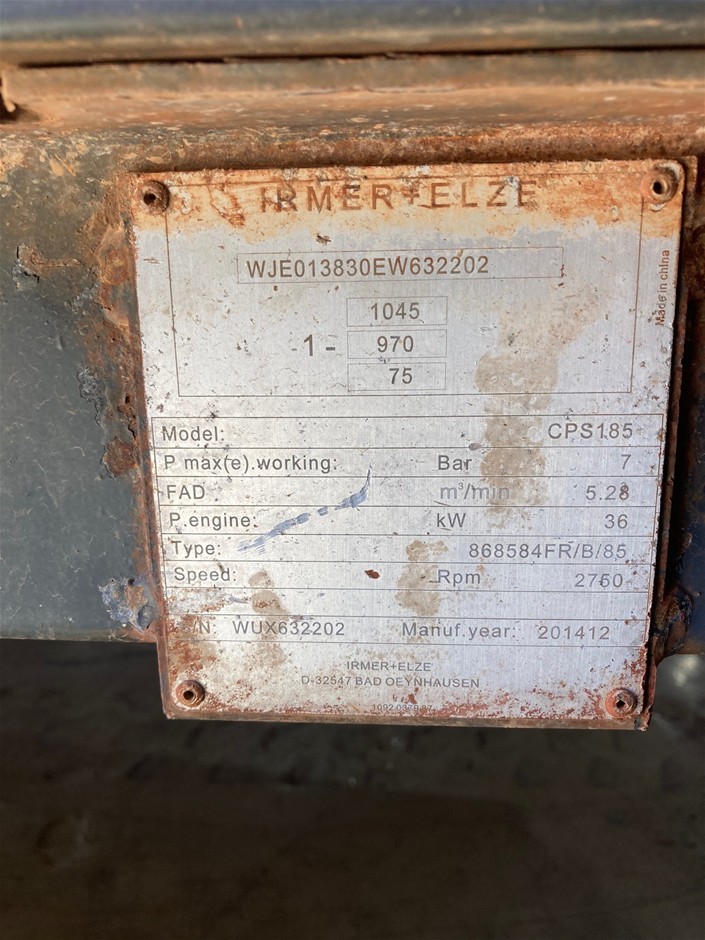 IRMER+ELZE
WJE013830EW632202
Made in china
1045
1- 970
75
Model: CPS185
P max(e).working: Bar 7
FAD m³/min 5.28
P.engine: kW 36
Type: 868584FR/B/85
Speed: Rpm 2750
S/N: WUX632202 Manuf.year: 201412
IRMER+ELZE
D-32547 BAD OEYNHAUSEN